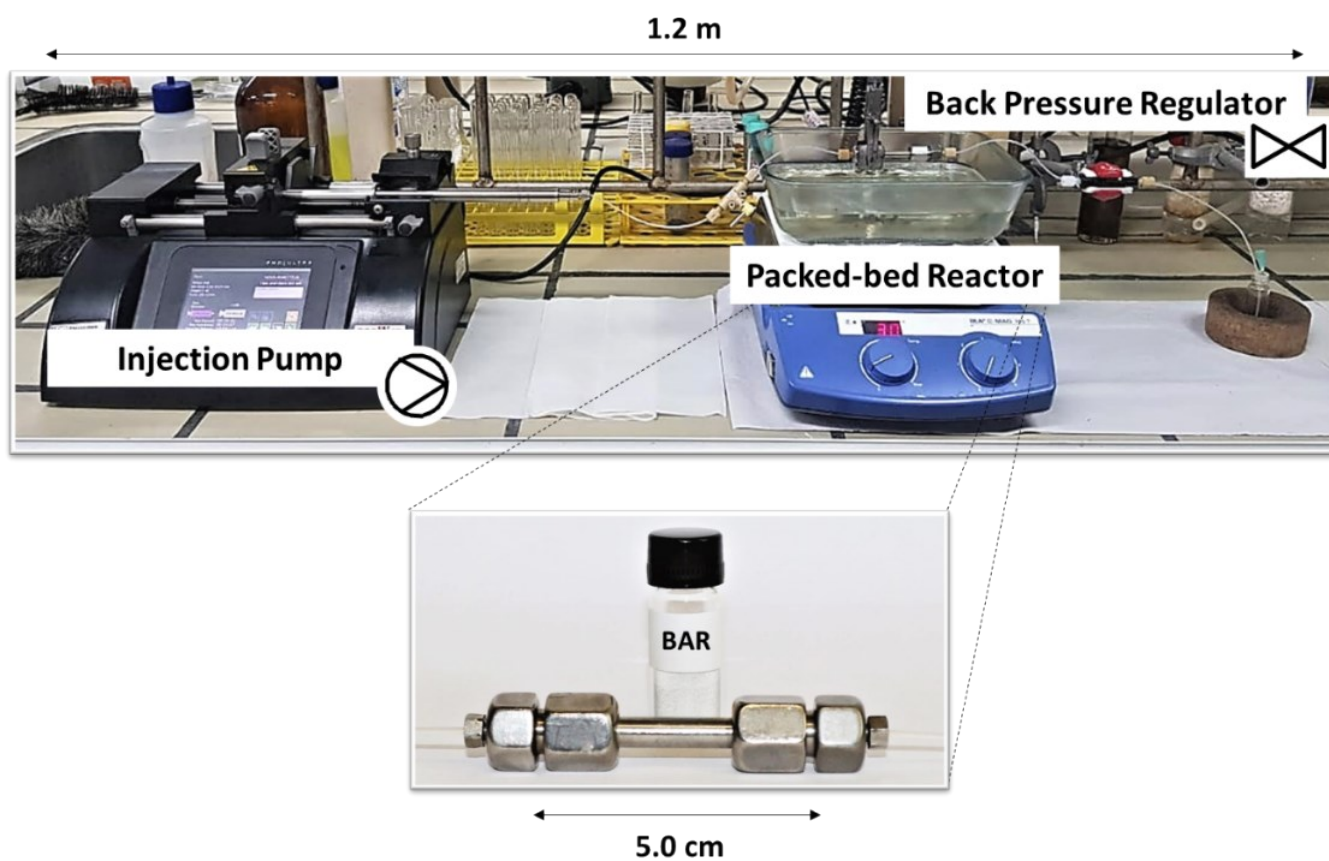 1.2 m
Back Pressure Regulator
Packed-bed Reactor
Injection Pump
BAR
5.0 cm